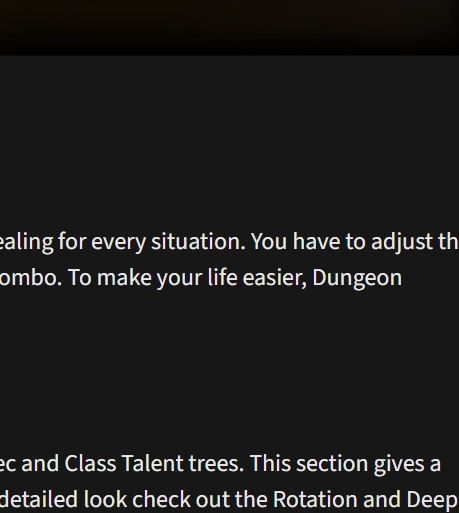 ealing for every situation. You have to adjust th
ombo. To make your life easier, Dungeon
ec and Class Talent trees. This section gives a
detailed look check out the Rotation and Deep